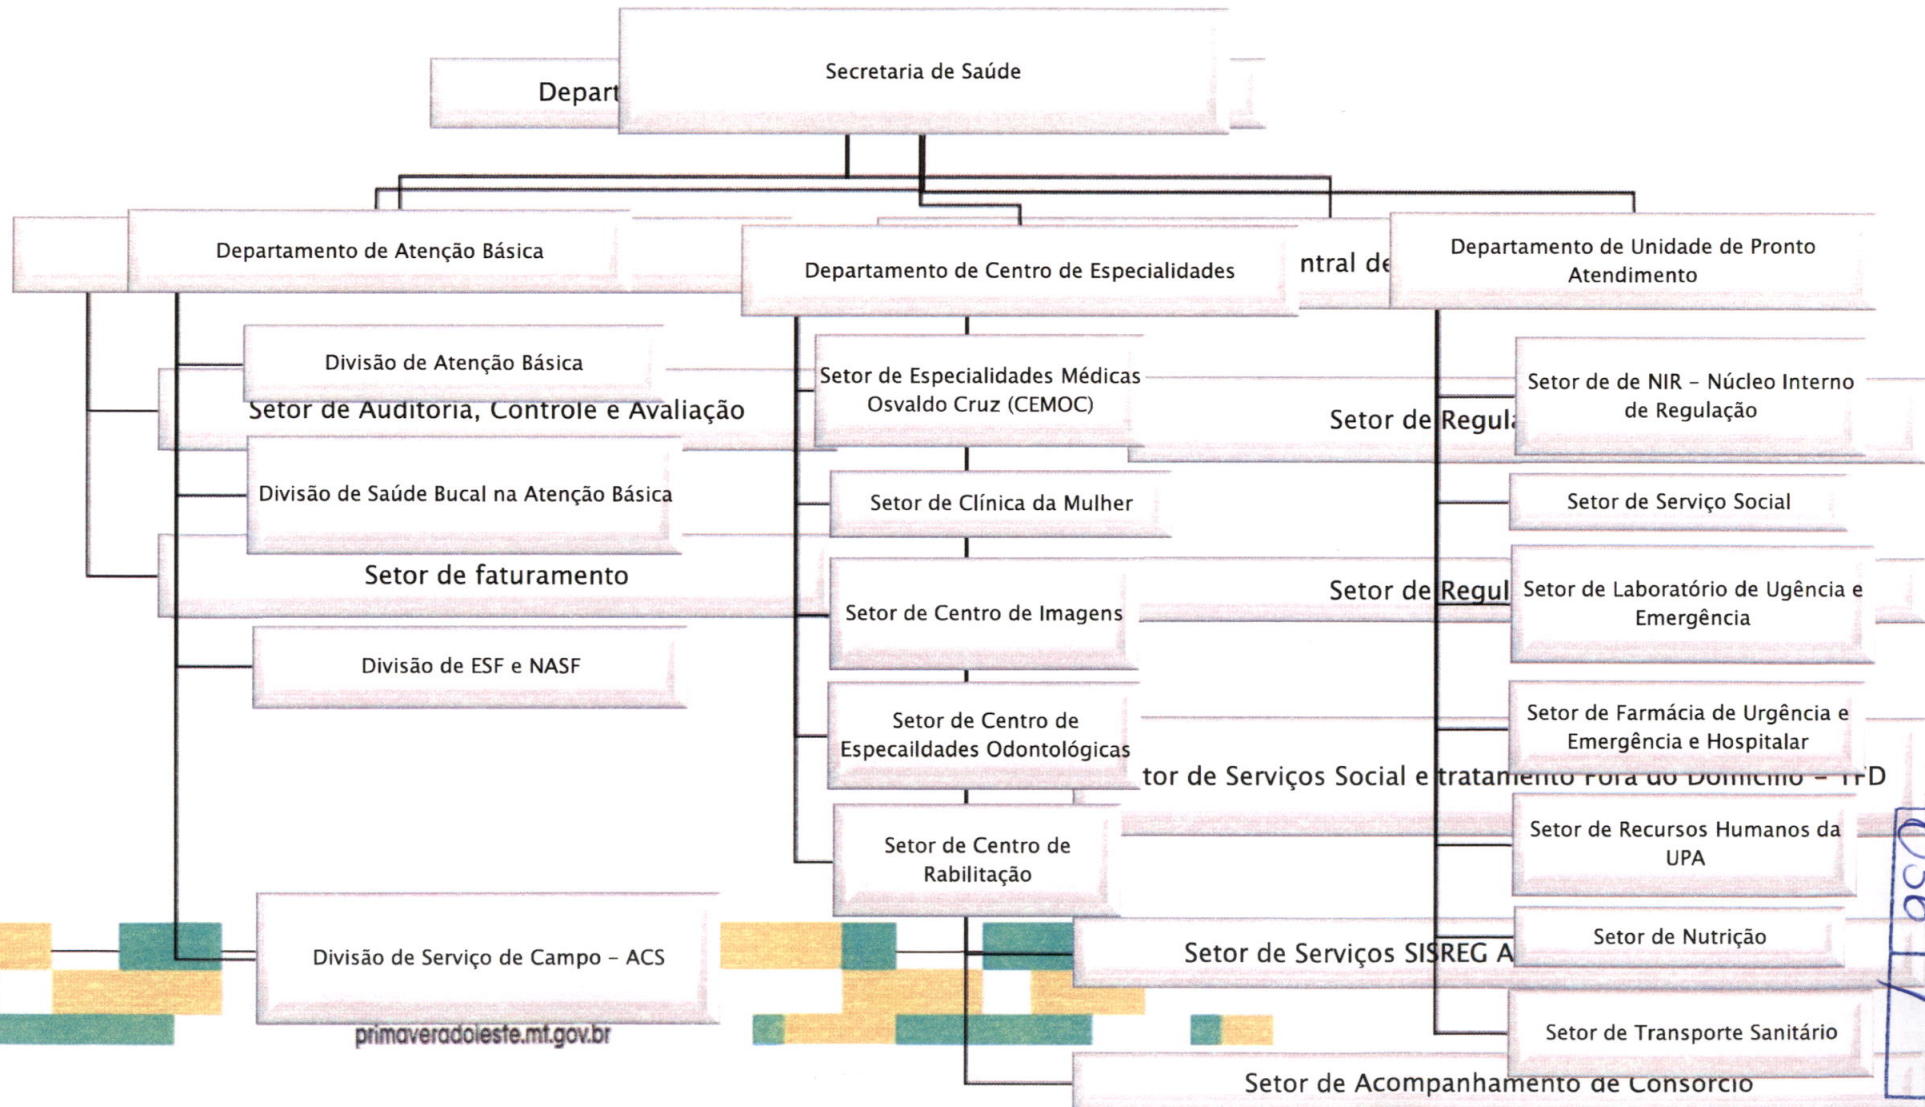 Secretaria de Saúde
Departamento de Atenção Básica
Departamento de Centro de Especialidades
Departamento de Unidade de Pronto
Atendimento
Divisão de Atenção Básica
Setor de Auditoria, Controle e Avaliação
Divisão de Saúde Bucal na Atenção Básica
Setor de faturamento
Divisão de ESF e NASF
Divisão de Serviço de Campo – ACS
Setor de Especialidades Médicas
Osvaldo Cruz (CEMOC)
Setor de Clínica da Mulher
Setor de Centro de Imagens
Setor de Centro de
Especaildades Odontológicas
Setor de Centro de
Rabilitação
Setor de
Setor de
tor de Serviços Social e tratamento Fora do Domicílio – TFD
Setor de Serviços SISREG
Setor de Acompanhamento de Consórcio
Setor de de NIR – Núcleo Interno
de Regulação
Setor de Serviço Social
Setor de Laboratório de Ugência e
Emergência
Setor de Farmácia de Urgência e
Emergência e Hospitalar
Setor de Recursos Humanos da
UPA
Setor de Nutrição
Setor de Transporte Sanitário
primaveradoleste.mt.gov.br